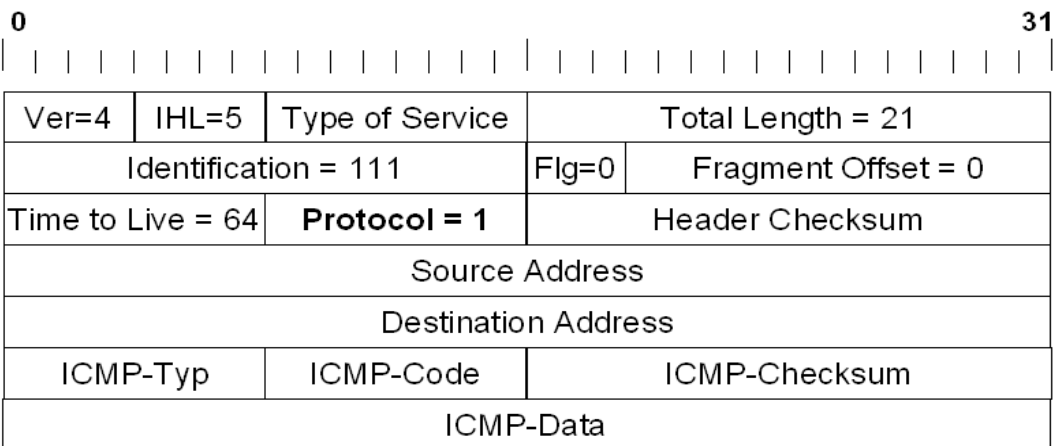 0 31
Ver=4 IHL=5 Type of Service Total Length = 21
Identification = 111 Flg=0 Fragment Offset = 0
Time to Live = 64 Protocol = 1 Header Checksum
Source Address
Destination Address
ICMP-Typ ICMP-Code ICMP-Checksum
ICMP-Data